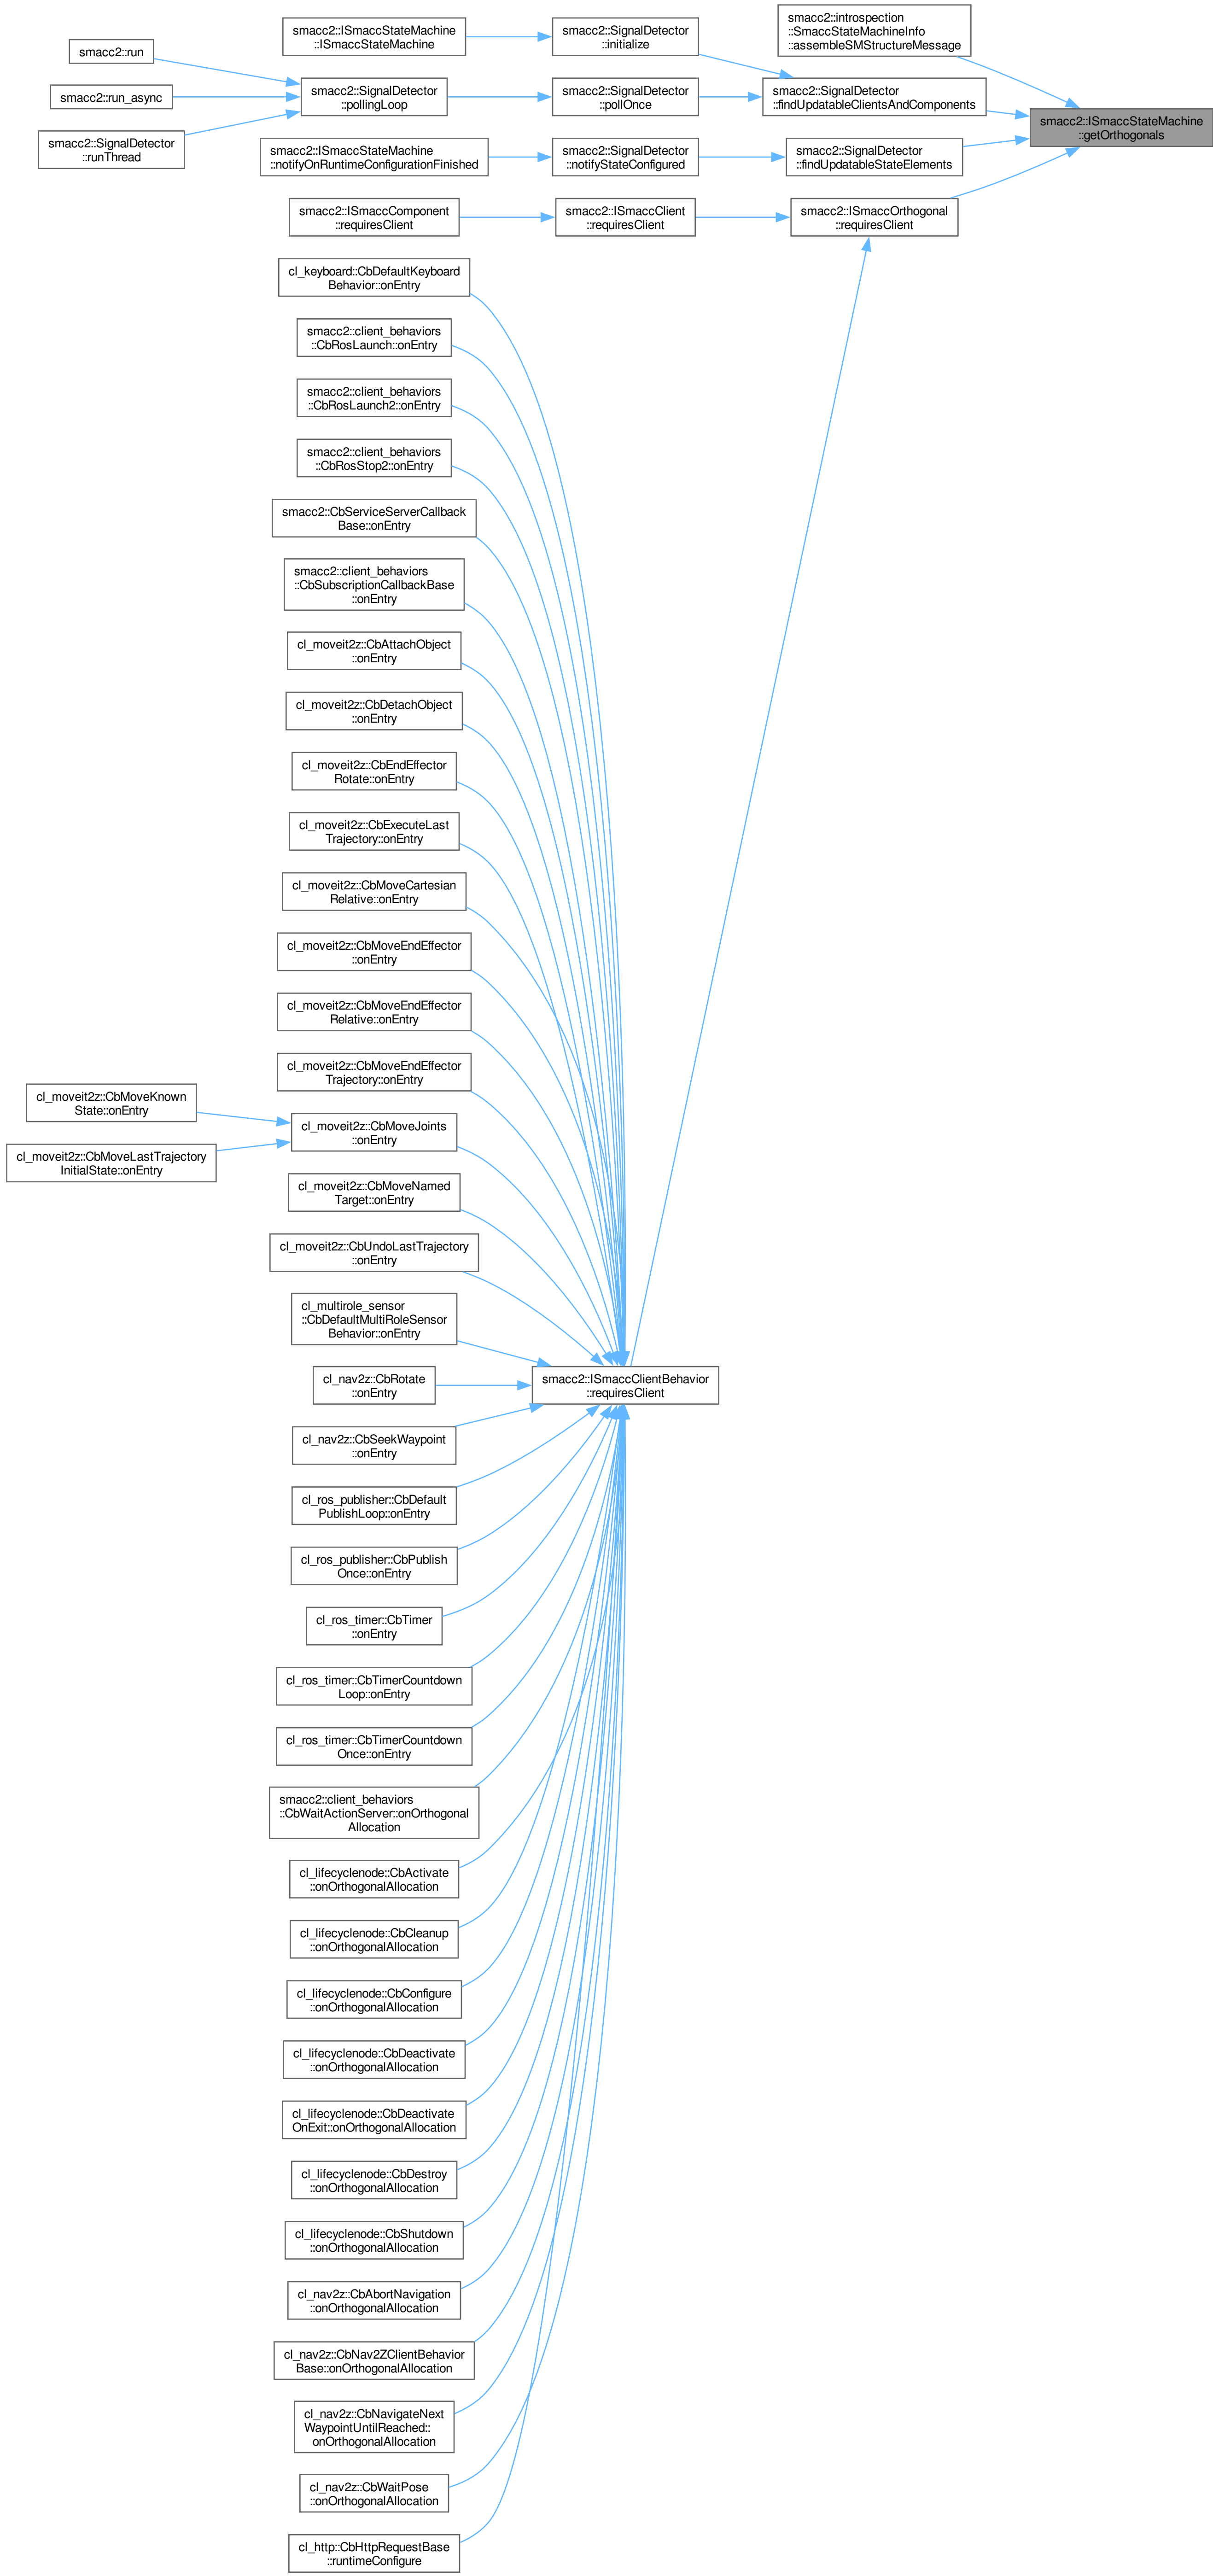 smacc2::ISmaccStateMachine
::getOrthogonals
smacc2::introspection
::SmaccStateMachineInfo
::assembleSMStructureMessage
smacc2::SignalDetector
::findUpdatableClientsAndComponents
smacc2::SignalDetector
::initialize
smacc2::ISmaccStateMachine
::ISmaccStateMachine
smacc2::SignalDetector
::pollOnce
smacc2::SignalDetector
::pollingLoop
smacc2::run
smacc2::run_async
smacc2::SignalDetector
::runThread
smacc2::SignalDetector
::findUpdatableStateElements
smacc2::SignalDetector
::notifyStateConfigured
smacc2::ISmaccStateMachine
::notifyOnRuntimeConfigurationFinished
smacc2::ISmaccOrthogonal
::requiresClient
smacc2::ISmaccClient
::requiresClient
smacc2::ISmaccComponent
::requiresClient
smacc2::ISmaccClientBehavior
::requiresClient
cl_keyboard::CbDefaultKeyboard
Behavior::onEntry
smacc2::client_behaviors
::CbRosLaunch::onEntry
smacc2::client_behaviors
::CbRosLaunch2::onEntry
smacc2::client_behaviors
::CbRosStop2::onEntry
smacc2::CbServiceServerCallback
Base::onEntry
smacc2::client_behaviors
::CbSubscriptionCallbackBase
::onEntry
cl_moveit2z::CbAttachObject
::onEntry
cl_moveit2z::CbDetachObject
::onEntry
cl_moveit2z::CbEndEffector
Rotate::onEntry
cl_moveit2z::CbExecuteLast
Trajectory::onEntry
cl_moveit2z::CbMoveCartesian
Relative::onEntry
cl_moveit2z::CbMoveEndEffector
::onEntry
cl_moveit2z::CbMoveEndEffector
Relative::onEntry
cl_moveit2z::CbMoveEndEffector
Trajectory::onEntry
cl_moveit2z::CbMoveJoints
::onEntry
cl_moveit2z::CbMoveKnown
State::onEntry
cl_moveit2z::CbMoveLastTrajectory
InitialState::onEntry
cl_moveit2z::CbMoveNamed
Target::onEntry
cl_moveit2z::CbUndoLastTrajectory
::onEntry
cl_multirole_sensor
::CbDefaultMultiRoleSensor
Behavior::onEntry
cl_nav2z::CbRotate
::onEntry
cl_nav2z::CbSeekWaypoint
::onEntry
cl_ros_publisher::CbDefault
PublishLoop::onEntry
cl_ros_publisher::CbPublish
Once::onEntry
cl_ros_timer::CbTimer
::onEntry
cl_ros_timer::CbTimerCountdown
Loop::onEntry
cl_ros_timer::CbTimerCountdown
Once::onEntry
smacc2::client_behaviors
::CbWaitActionServer::onOrthogonal
Allocation
cl_lifecyclenode::CbActivate
::onOrthogonalAllocation
cl_lifecyclenode::CbCleanup
::onOrthogonalAllocation
cl_lifecyclenode::CbConfigure
::onOrthogonalAllocation
cl_lifecyclenode::CbDeactivate
::onOrthogonalAllocation
cl_lifecyclenode::CbDeactivate
OnExit::onOrthogonalAllocation
cl_lifecyclenode::CbDestroy
::onOrthogonalAllocation
cl_lifecyclenode::CbShutdown
::onOrthogonalAllocation
cl_nav2z::CbAbortNavigation
::onOrthogonalAllocation
cl_nav2z::CbNav2ZClientBehavior
Base::onOrthogonalAllocation
cl_nav2z::CbNavigateNext
WaypointUntilReached::
onOrthogonalAllocation
cl_nav2z::CbWaitPose
::onOrthogonalAllocation
cl_http::CbHttpRequestBase
::runtimeConfigure